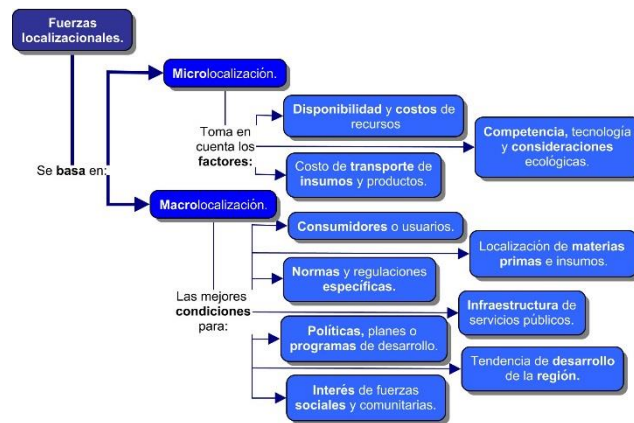 Fuerzas
localizacionales.
Se basa en:
Microlocalización.
Toma en
cuenta los
factores:
Disponibilidad y costos de
recursos
Competencia, tecnología
y consideraciones
ecológicas.
Costo de transporte de
insumos y productos.
Macrolocalización.
Las mejores
condiciones
para:
Consumidores o usuarios.
Localización de materias
primas e insumos.
Normas y regulaciones
específicas.
Infraestructura de
servicios públicos.
Políticas, planes o
programas de desarrollo.
Tendencia de desarrollo
de la región.
Interés de fuerzas
sociales y comunitarias.